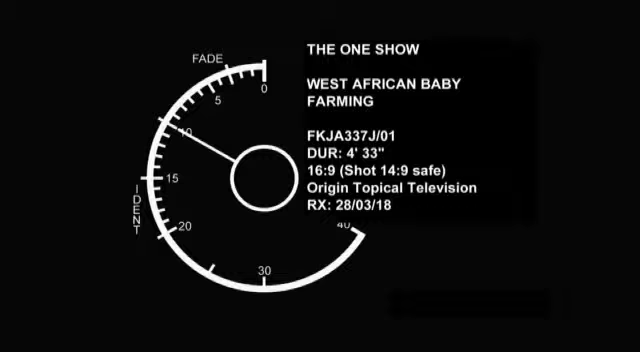 THE ONE SHOW
WEST AFRICAN BABY
FARMING
FKJA337J/01
DUR: 4' 33"
16:9 (Shot 14:9 safe)
Origin Topical Television
RX: 28/03/18
FADE
0
5
10
15
IDENT
20
30
40